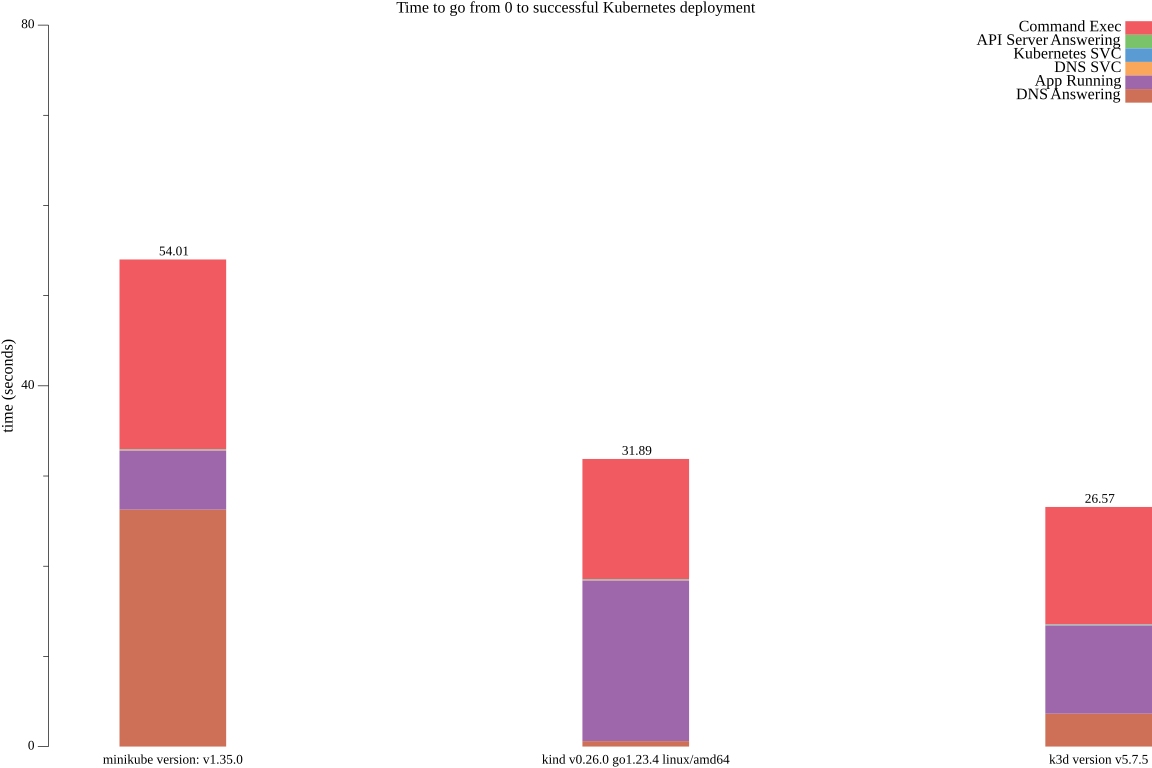 Time to go from 0 to successful Kubernetes deployment
80
Command Exec
API Server Answering
Kubernetes SVC
DNS SVC
App Running
DNS Answering
54.01
time (seconds)
40
31.89
26.57
0
minikube version: v1.35.0
kind v0.26.0 go1.23.4 linux/amd64
k3d version v5.7.5